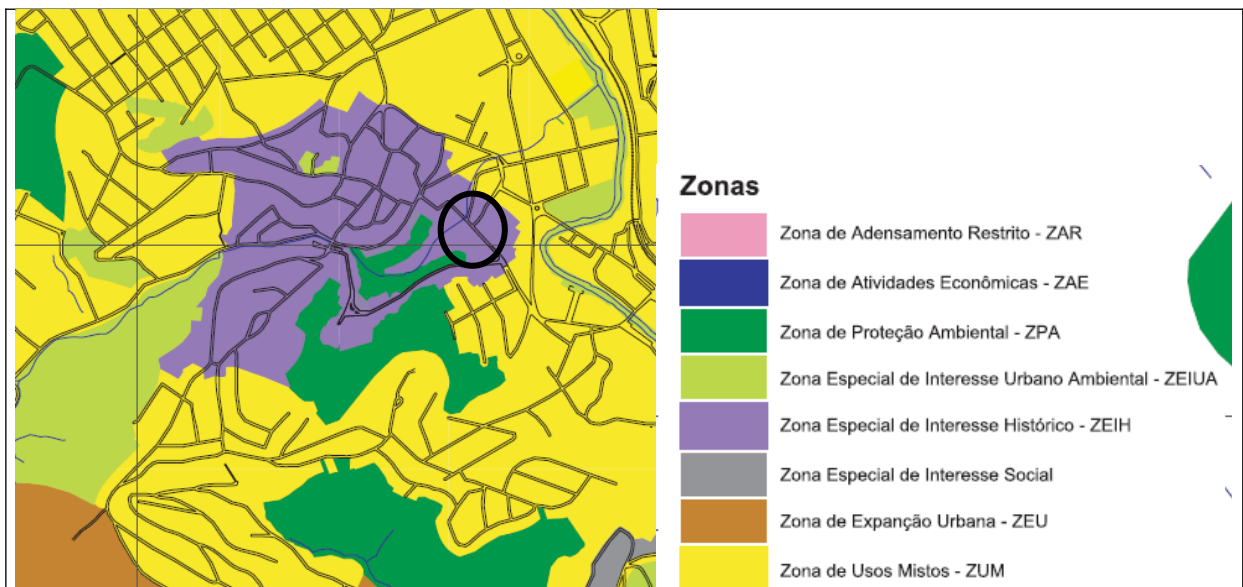 Zonas
Zona de Adensamento Restrito - ZAR
Zona de Atividades Econômicas - ZAE
Zona de Proteção Ambiental - ZPA
Zona Especial de Interesse Urbano Ambiental - ZEIUA
Zona Especial de Interesse Histórico - ZEIH
Zona Especial de Interesse Social
Zona de Expanção Urbana - ZEU
Zona de Usos Mistos - ZUM